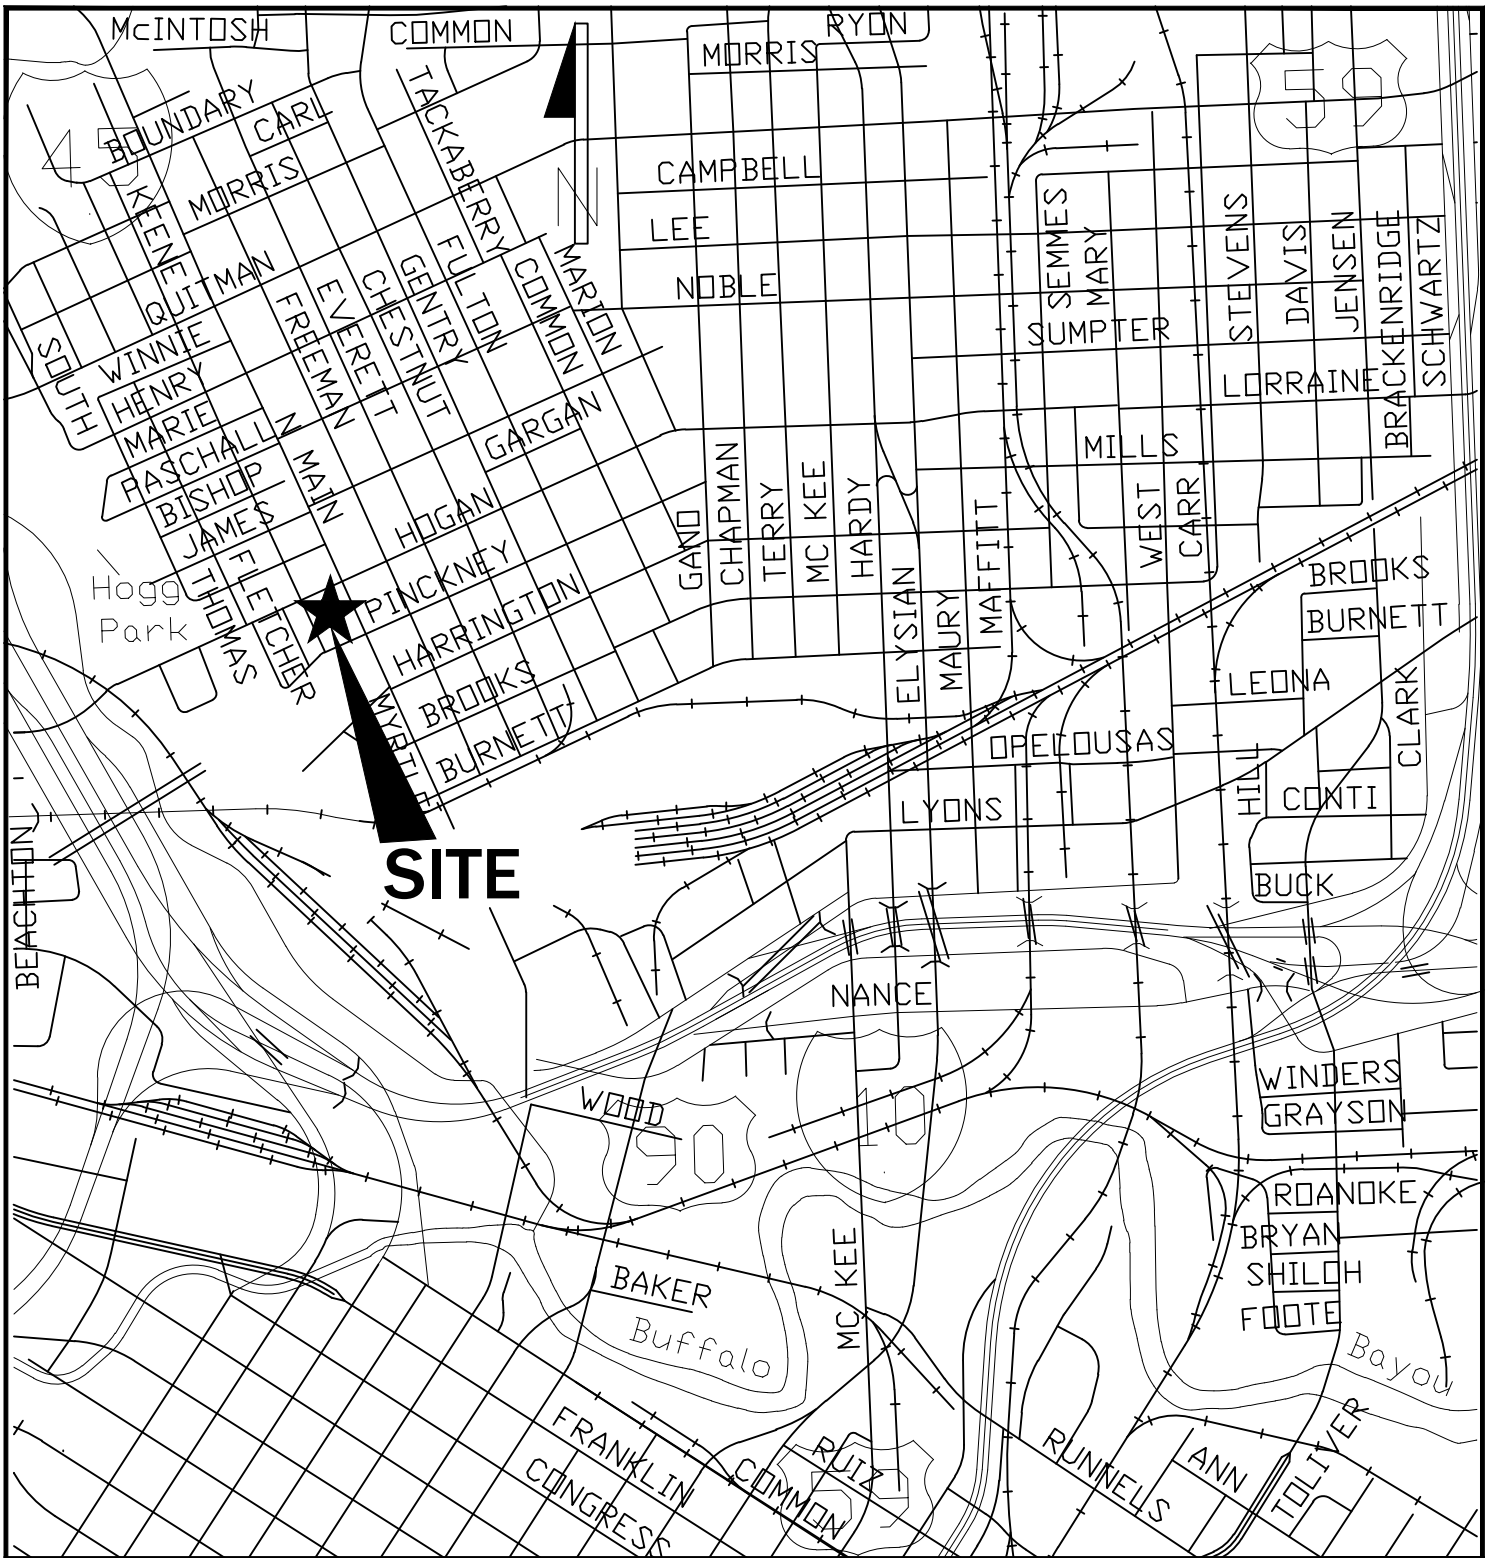 McINTOSH
COMMON
RYON
MORRIS
59
45
BOUNDARY
CARL
TACKABERRY
KEENE
MORRIS
CAMPBELL
N
LEE
SEMMES
MARY
STEVENS
DAVIS
JENSEN
BRACKENRIDGE
SCHWARTZ
QUITMAN
FREEMAN
EVERETT
CHESTNUT
GENTRY
FULTON
COMMON
MARION
NOBLE
SUMPTER
SOUTH
WINNIE
HENRY
MARIE
LORRAINE
PASCHALL
N MAIN
GARGAN
MILLS
BISHOP
JAMES
HOGAN
GANO
CHAPMAN
TERRY
MC KEE
HARDY
WEST
CARR
Hogg
Park
THOMAS
FLETCHER
PINCKNEY
HARRINGTON
ELYSIAN
MAURY
MAFFITT
BROOKS
BURNETT
MYRTLE
BROOKS
BURNETT
LEONA
CLARK
OPELOUSAS
HILL
CONTI
LYONS
BEACHTON
SITE
BUCK
NANCE
WOOD
90
10
WINDERS
GRAYSON
ROANOKE
BRYAN
SHILOH
FOOTE
BAKER
MC KEE
Buffalo
Bayou
FRANKLIN
CONGRESS
COMMON
RUIZ
RUNNELS
ANN
TOLIVER